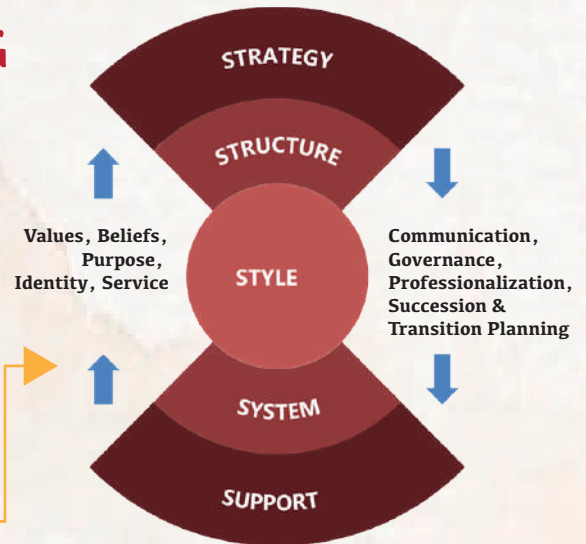 G
STRATEGY
STRUCTURE
Values, Beliefs,
Purpose,
Identity, Service
STYLE
Communication,
Governance,
Professionalization,
Succession &
Transition Planning
SYSTEM
SUPPORT